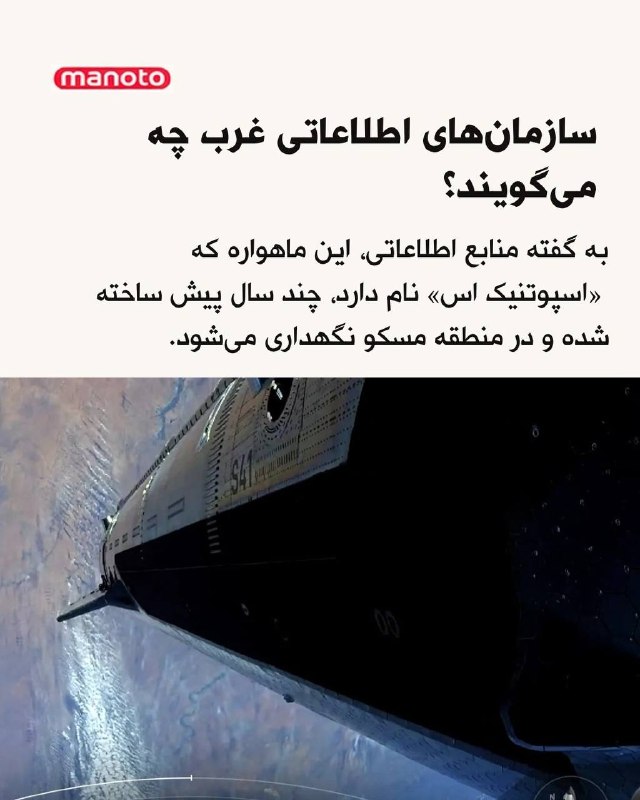 manoto
سازمان‌های اطلاعاتی غرب چه
می‌گویند؟
به گفته منابع اطلاعاتی، این ماهواره که
«اسپوتنیک اس» نام دارد، چند سال پیش ساخته
شده و در منطقه مسکو نگهداری می‌شود.
S41